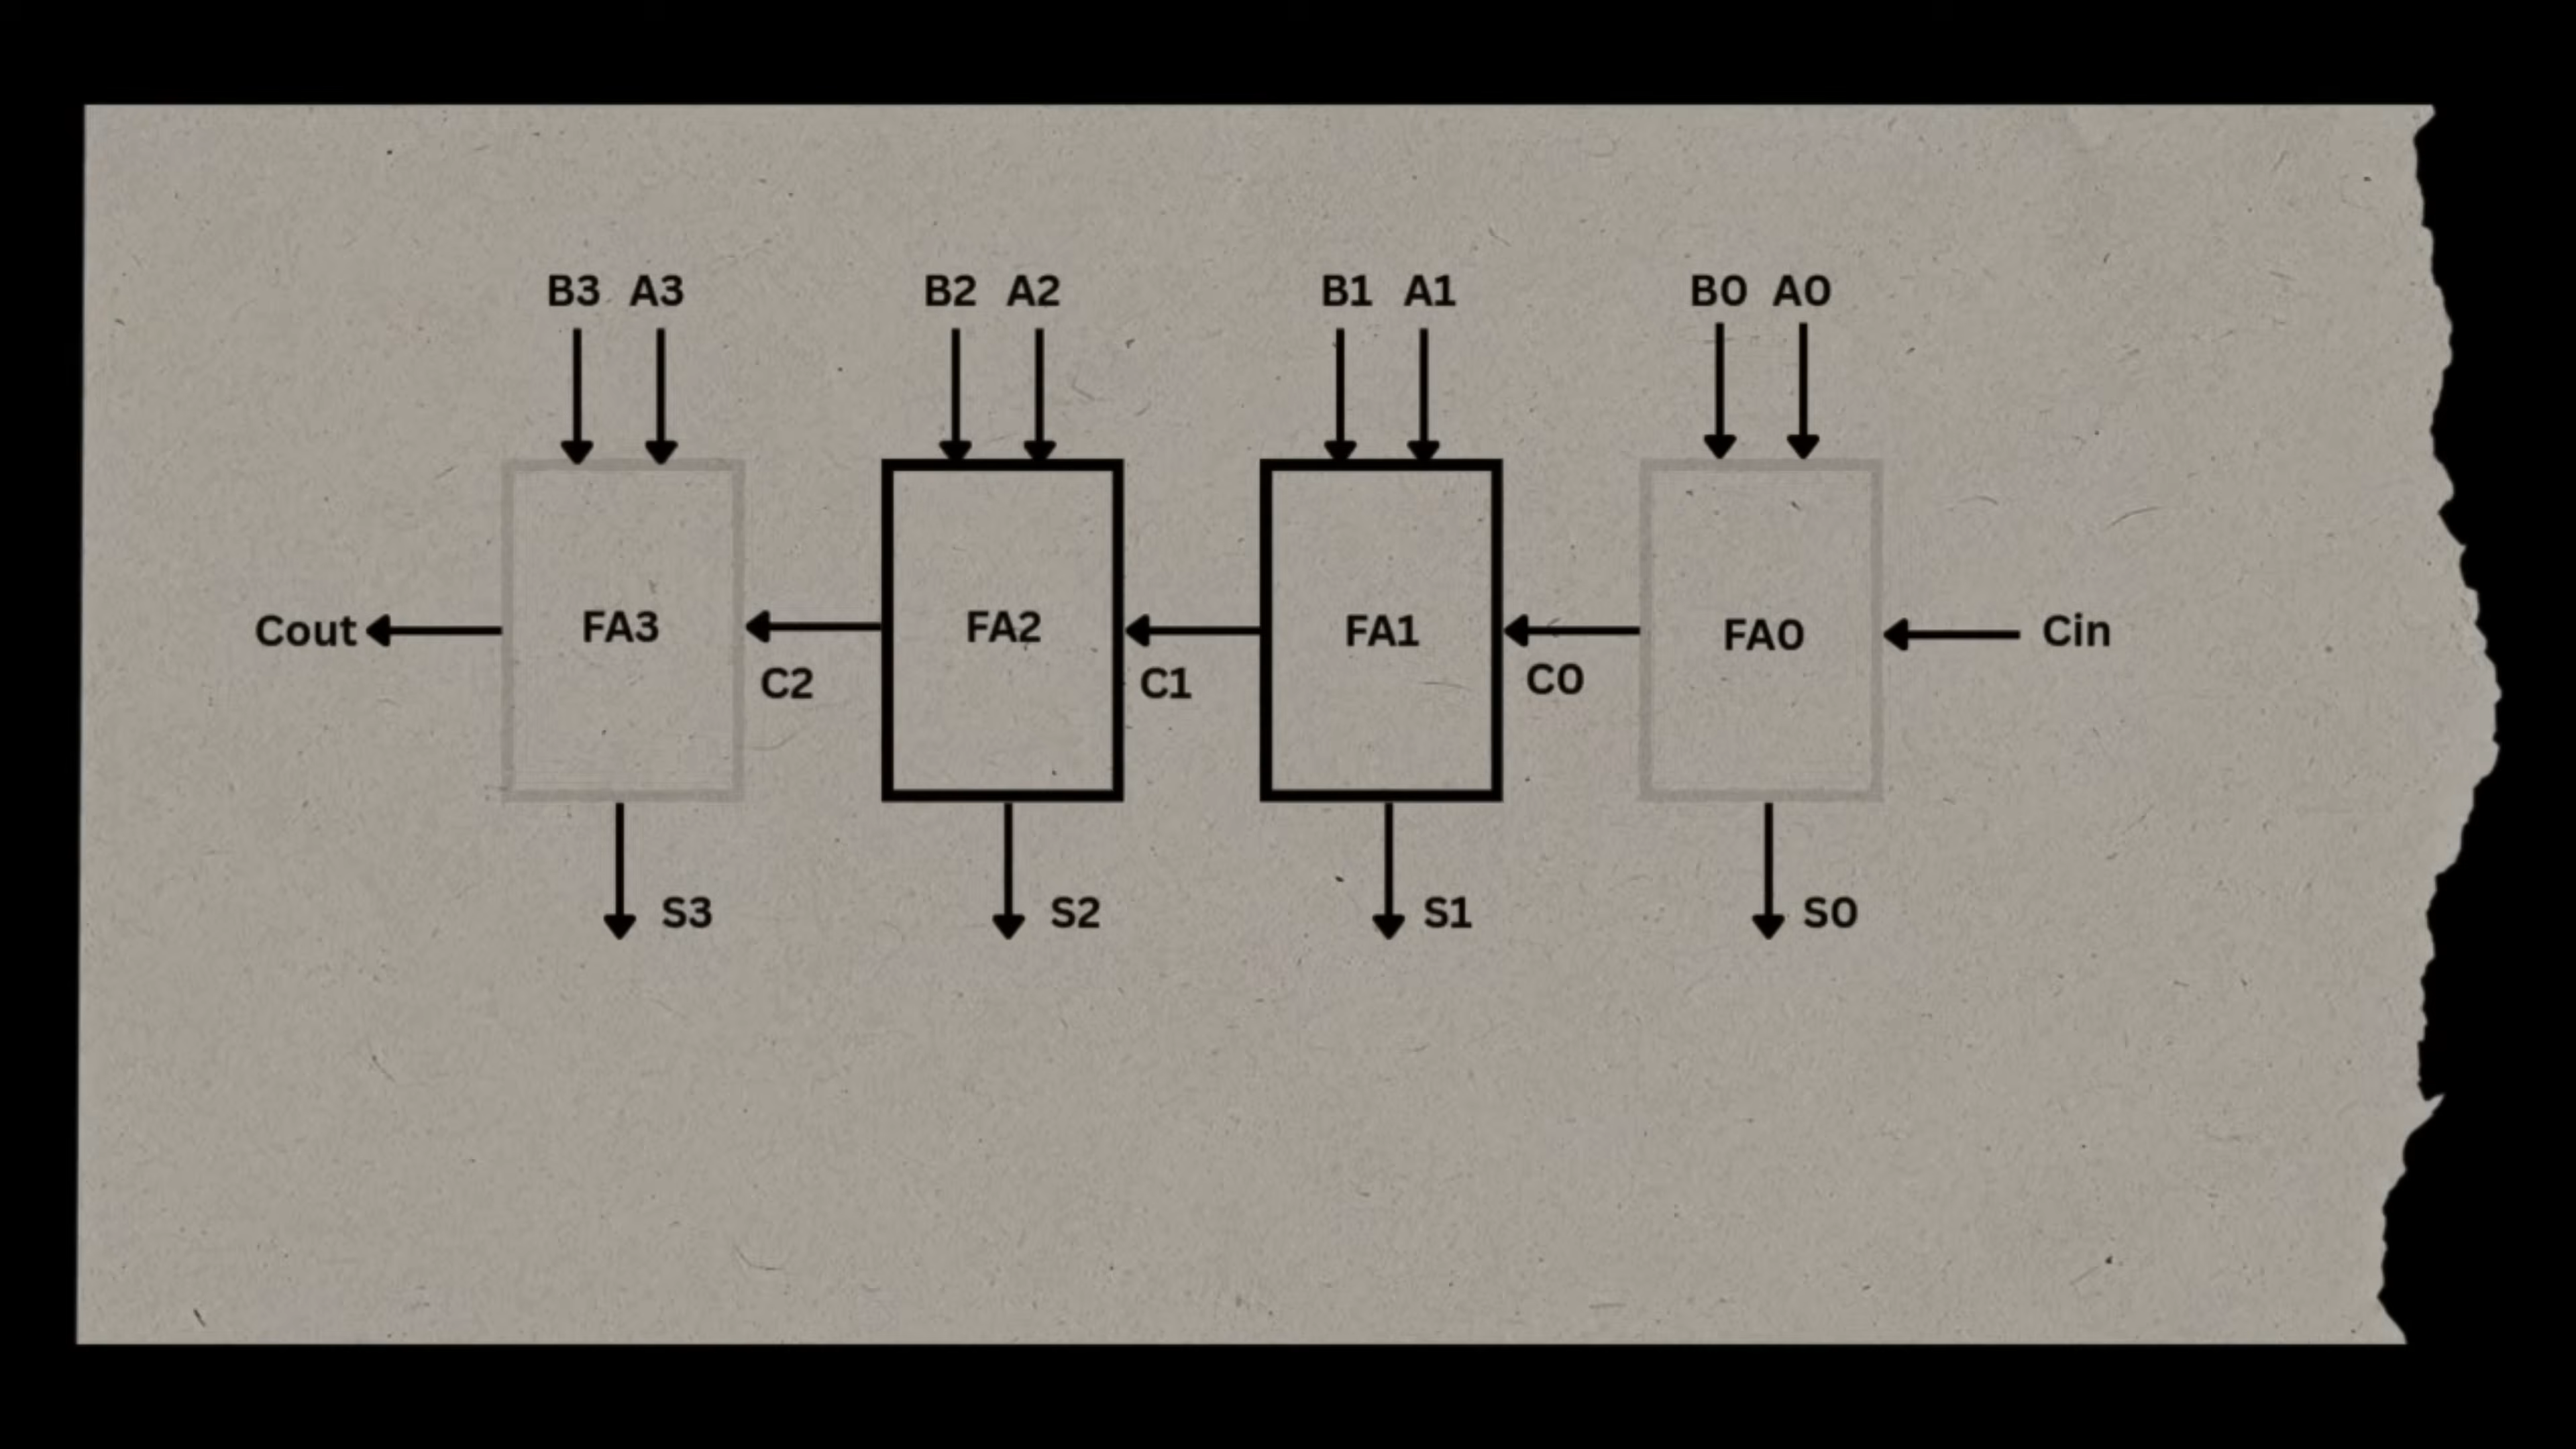 B3 A3 B2 A2 B1 A1 B0 A0
Cout FA3 FA2 FA1 FA0 Cin
C2 C1 C0
S3 S2 S1 S0